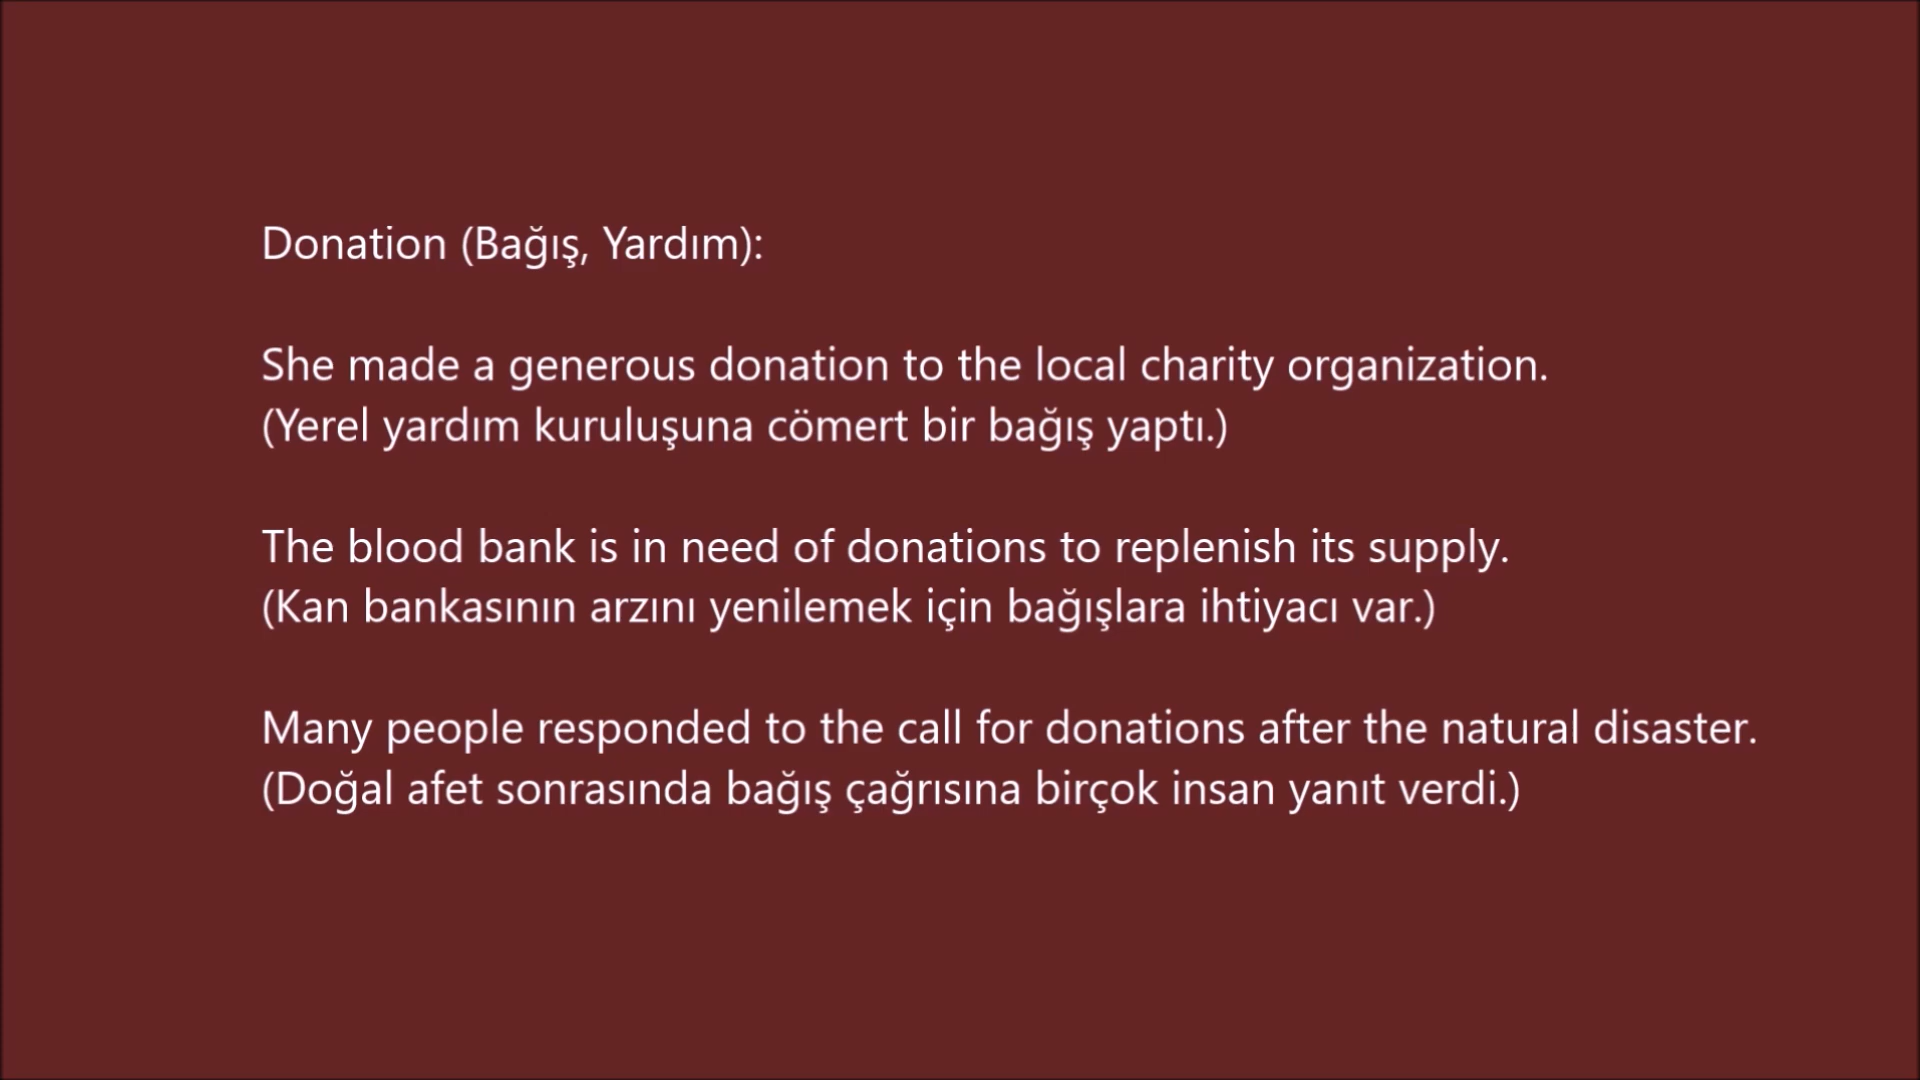 Donation (Bağış, Yardım):
She made a generous donation to the local charity organization.
(Yerel yardım kuruluşuna cömert bir bağış yaptı.)
The blood bank is in need of donations to replenish its supply.
(Kan bankasının arzını yenilemek için bağışlara ihtiyacı var.)
Many people responded to the call for donations after the natural disaster.
(Doğal afet sonrasında bağış çağrısına birçok insan yanıt verdi.)